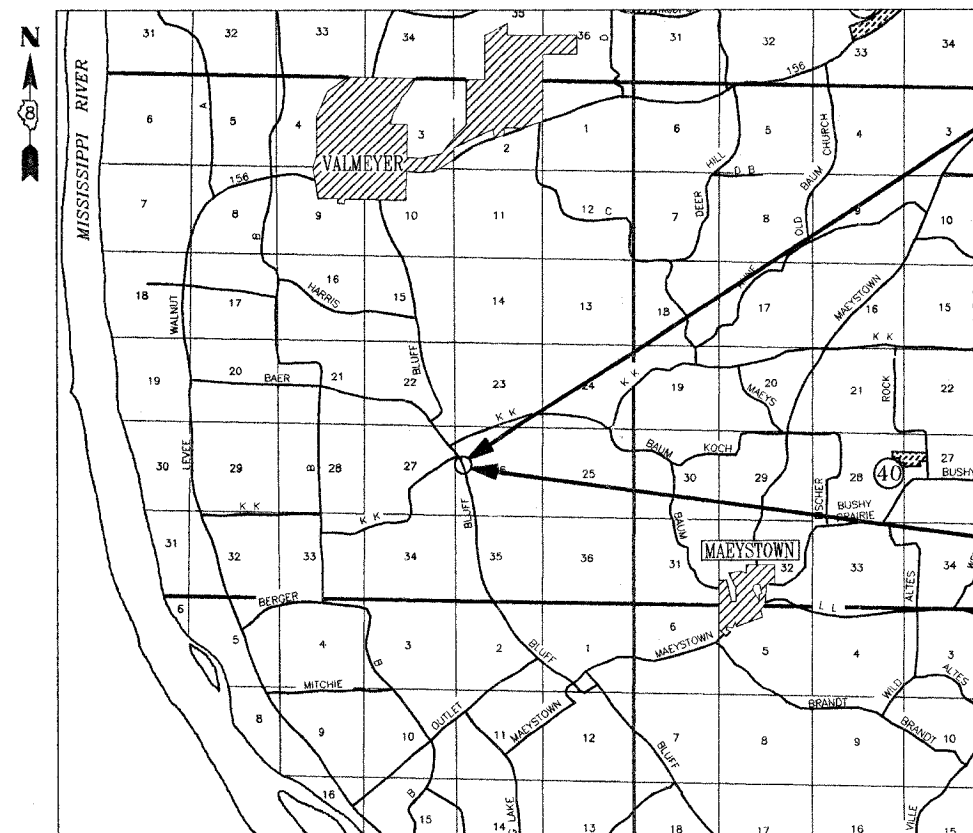 N
MISSISSIPPI RIVER
31 32 33 34 35 36 31 32 33 34
D
A
156
6 5 4 3 2 1 6 5 4 3
VALMEYER
156
DEER HILL
D B
OLD BAUM CHURCH
7 8 9 10 11 12 7 8 9 10
C
B
18 17 16 15 14 13 18 17 16 15
HARRIS
WALNUT
MAEYSTOWN
BLUFF
K K
19 20 21 22 23 24 19 20 21 22
BAER
K K
MAEYS
ROCK
K K
BAUM
KOCH
30 29 28 27 25 30 29 28 27
LEVEE
B
40
BUSHY
K K
K K
BLUFF
BAUM
BUSHY PRAIRIE
MAEYSTOWN
31 32 33 34 35 36 31 32 33 34
ALTES
BERGER
L L
6 5 4 3 2 1 6 5 4 3
B
BLUFF
MAEYSTOWN
MITCHIE
WILD
ALTES
BRANDT
BRANDT
OUTLET
MAEYSTOWN
8 9 10 11 12 7 8 9 10
BLUFF
16 15 14 13 18 17 16 15
B
LAKE
VILLE